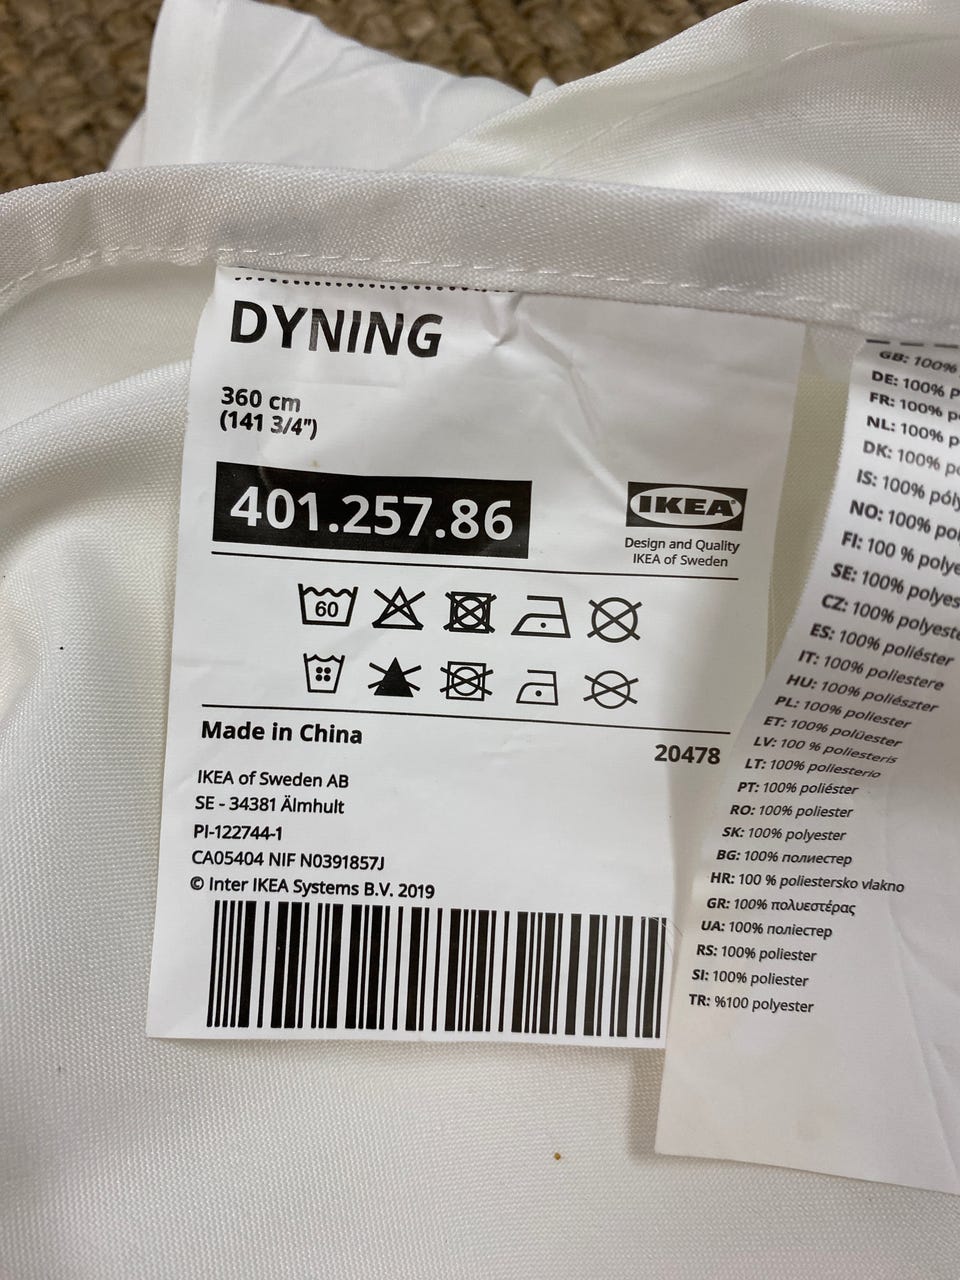 DYNING
360 cm
(141 3/4")
401.257.86
IKEA
Design and Quality
IKEA of Sweden
60
Made in China
20478
IKEA of Sweden AB
SE - 34381 Älmhult
PI-122744-1
CA05404 NIF N0391857J
© Inter IKEA Systems B.V. 2019
GB: 100%
DE: 100%
FR: 100%
NL: 100%
DK: 100%
IS: 100%
NO: 100%
FI: 100 %
SE: 100%
CZ: 100%
ES: 100% poliéster
IT: 100% poliestere
HU: 100% poliészter
PL: 100% poliester
ET: 100% polüester
LV: 100 % poliesteris
LT: 100% poliesterio
PT: 100% poliéster
RO: 100% poliester
SK: 100% polyester
BG: 100% полиестер
HR: 100 % poliestersko vlakno
GR: 100% πολυεστέρας
UA: 100% поліестер
RS: 100% poliester
SI: 100% poliester
TR: %100 polyester